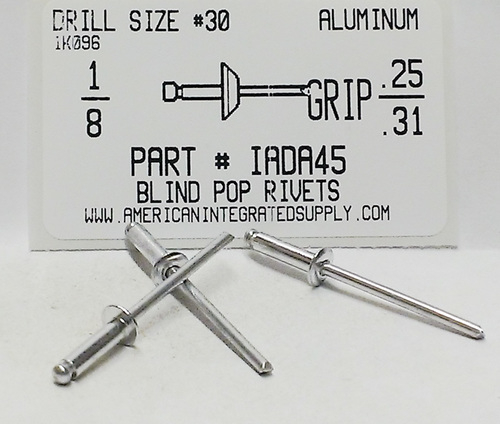 DRILL SIZE #30 ALUMINUM
1K096
1/8 GRIP .25/.31
PART # IADA45
BLIND POP RIVETS
WWW.AMERICANINTEGRATEDSUPPLY.COM